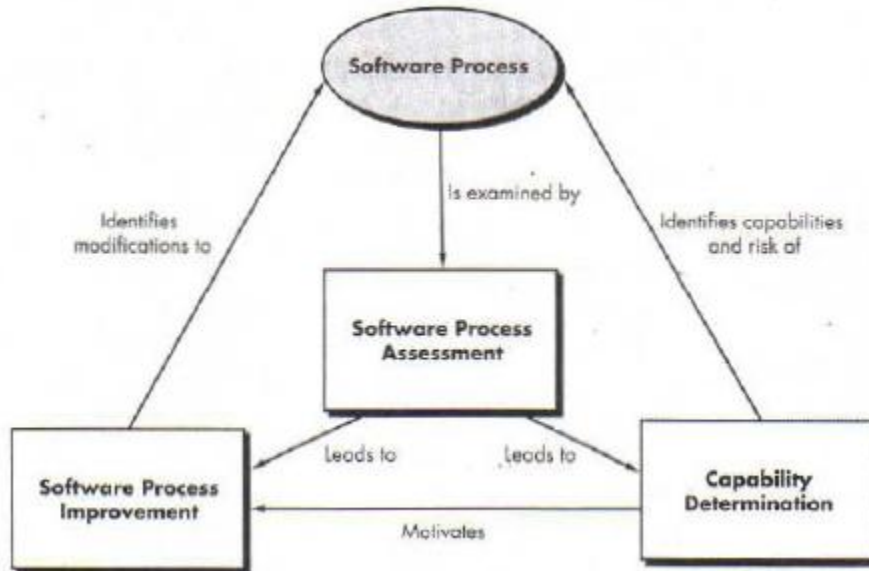 Software Process
Is examined by
Identifies
modifications to
Identifies capabilities
and risk of
Software Process
Assessment
Leads to
Leads to
Software Process
Improvement
Capability
Determination
Motivates